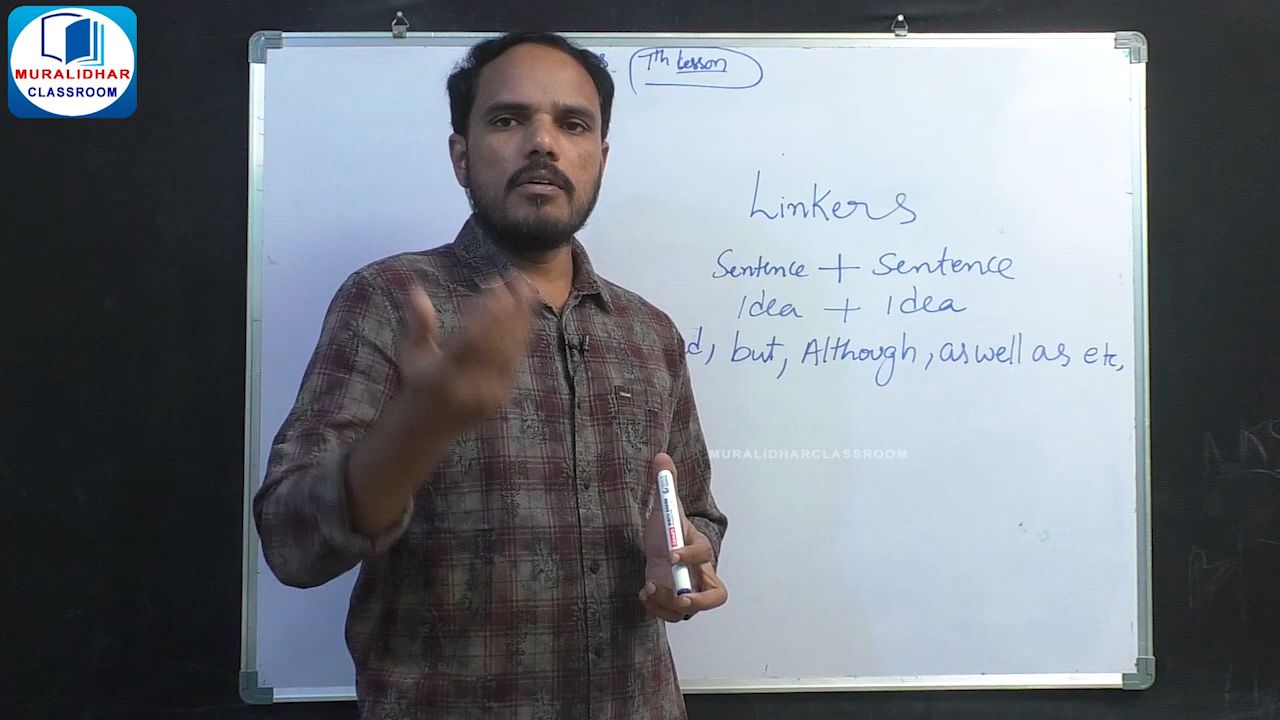 MURALIDHAR
CLASSROOM
7th Lesson
Linkers
Sentence + Sentence
Idea + Idea
d, but, Although, as well as etc,
MURALIDHARCLASSROOM